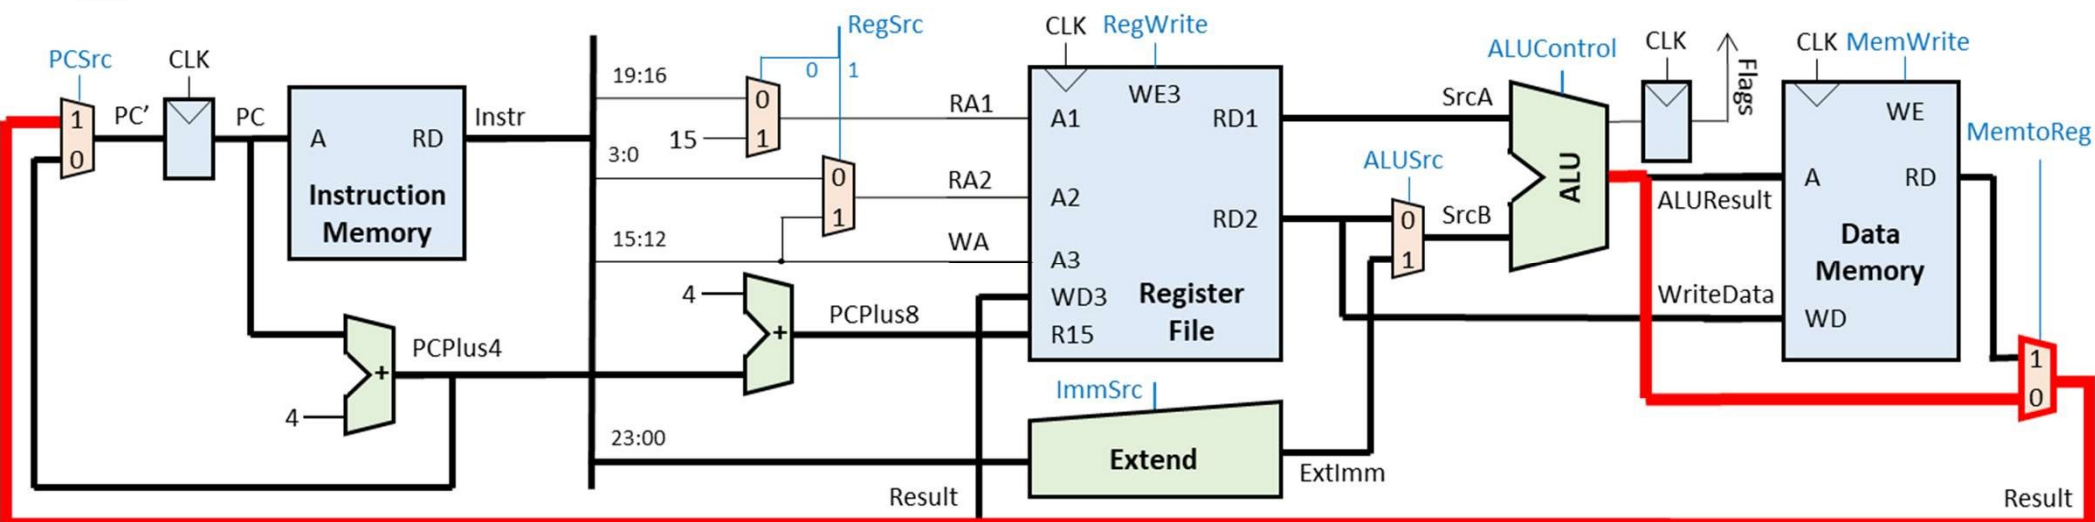 PCSrc
CLK
PC’
PC
1
0
A
RD
Instruction
Memory
Instr
4
+
PCPlus4
19:16
15
3:0
15:12
23:00
RegSrc
0
1
0
1
0
1
4
+
PCPlus8
RA1
RA2
WA
CLK
RegWrite
WE3
A1
RD1
A2
RD2
A3
WD3
R15
Register
File
ImmSrc
Extend
ExtImm
Result
SrcA
ALUSrc
0
1
SrcB
ALUControl
ALU
CLK
Flags
ALUResult
WriteData
CLK
MemWrite
WE
A
RD
Data
Memory
WD
MemtoReg
1
0
Result